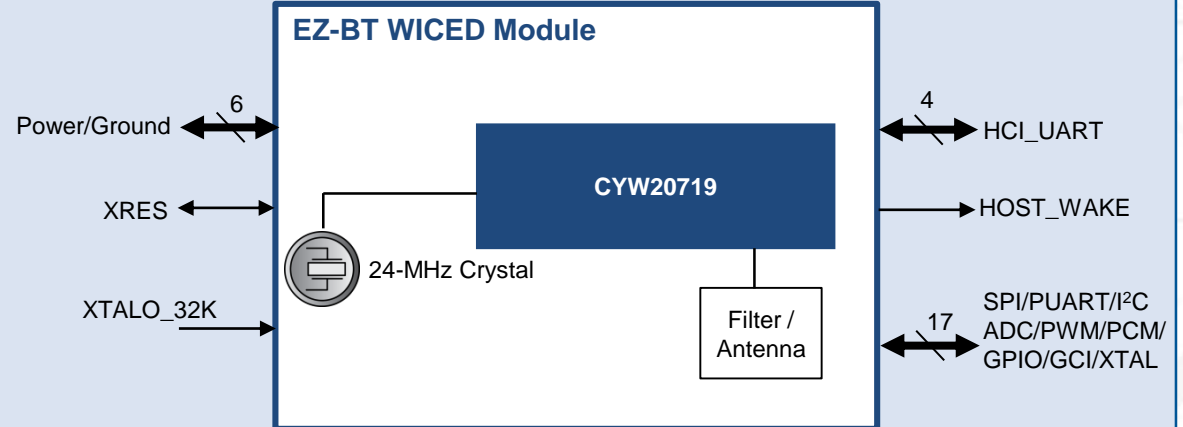 EZ-BT WICED Module
6
Power/Ground
4
HCI_UART
CYW20719
XRES
HOST_WAKE
24-MHz Crystal
XTALO_32K
Filter /
Antenna
17
SPI/PUART/I²C
ADC/PWM/PCM/
GPIO/GCI/XTAL